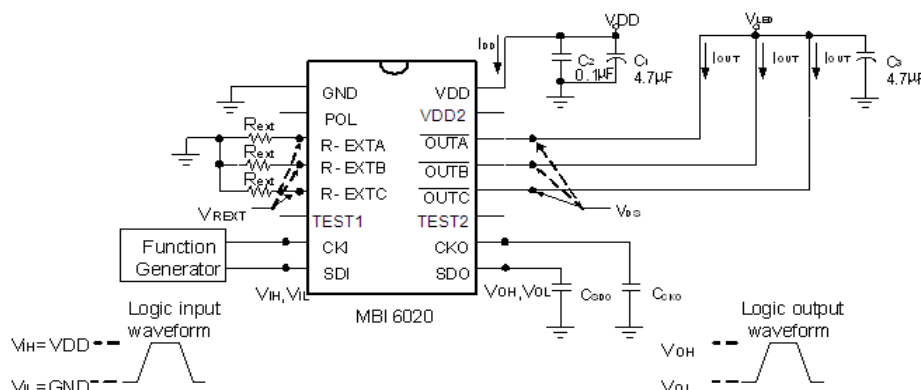 VDD
VLED
IDD
C2
0.1µF
C1
4.7µF
IOUT
IOUT
IOUT
C3
4.7µF
GND
VDD
POL
VDD2
Rext
R-EXTA
OUTA
Rext
R-EXTB
OUTB
Rext
R-EXTC
OUTC
VREXT
VDS
TEST1
TEST2
Function
Generator
CKI
CKO
SDI
SDO
VIH,VIL
VOH,VOL
CSDO
CCKO
MBI 6020
Logic input
waveform
Logic output
waveform
VIH=VDD
VOH
VIL=GND
VOL